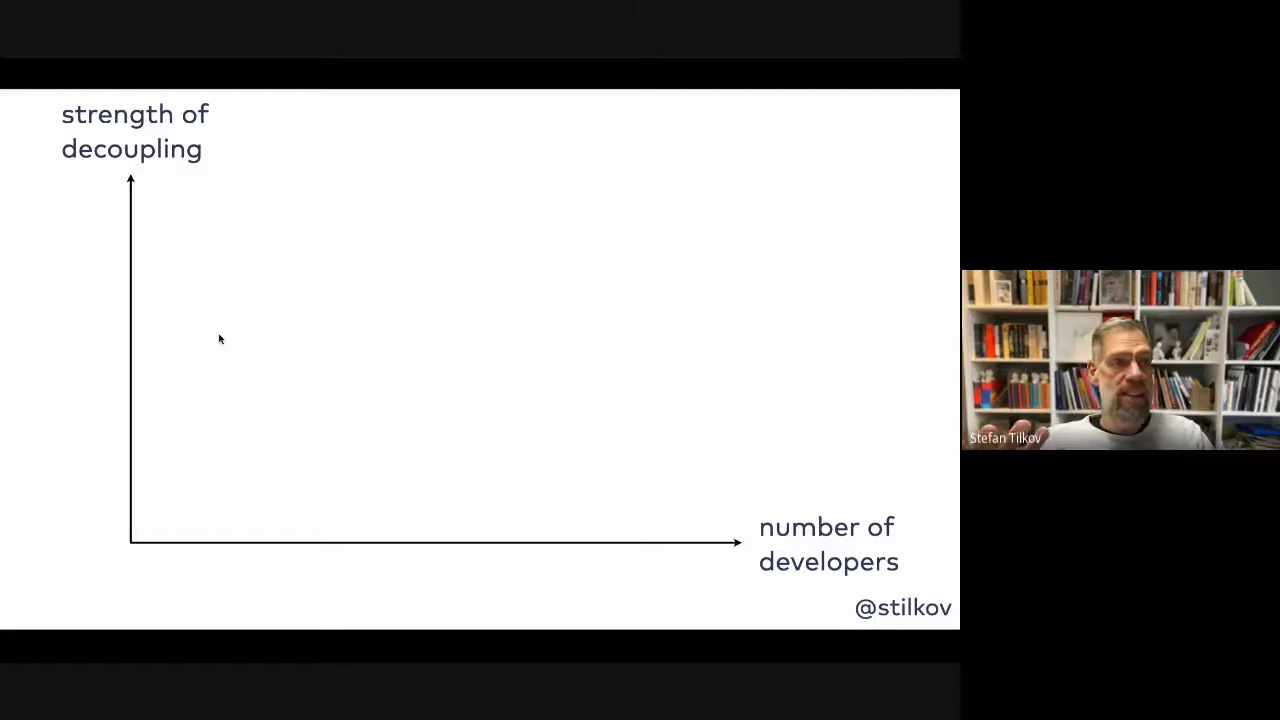 strength of
decoupling
number of
developers
@stilkov
Stefan Tilkov